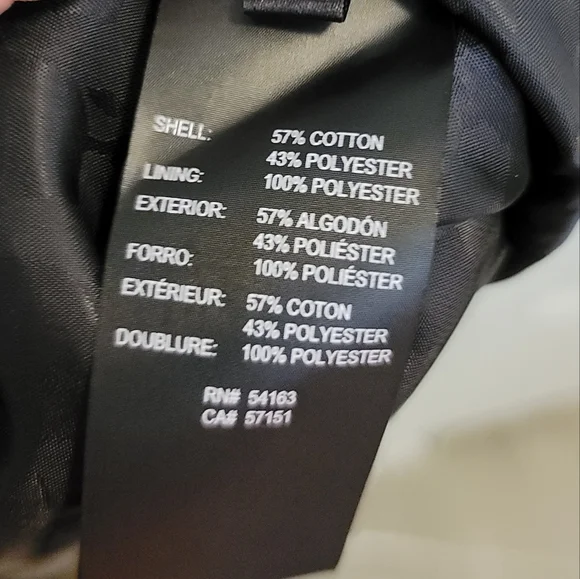 SHELL: 57% COTTON
43% POLYESTER
LINING: 100% POLYESTER
EXTERIOR: 57% ALGODÓN
43% POLIÉSTER
FORRO: 100% POLIÉSTER
EXTÉRIEUR: 57% COTON
43% POLYESTER
DOUBLURE: 100% POLYESTER
RN# 54163
CA# 57151